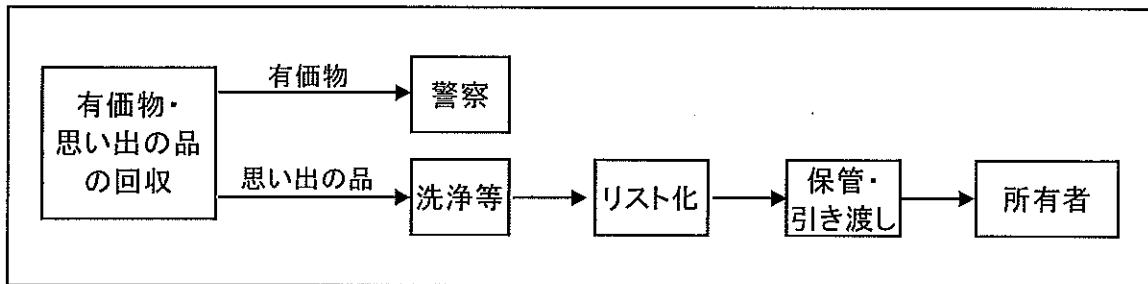 有価物・
思い出の品
の回収
有価物
警察
思い出の品
洗浄等
リスト化
保管・
引き渡し
所有者